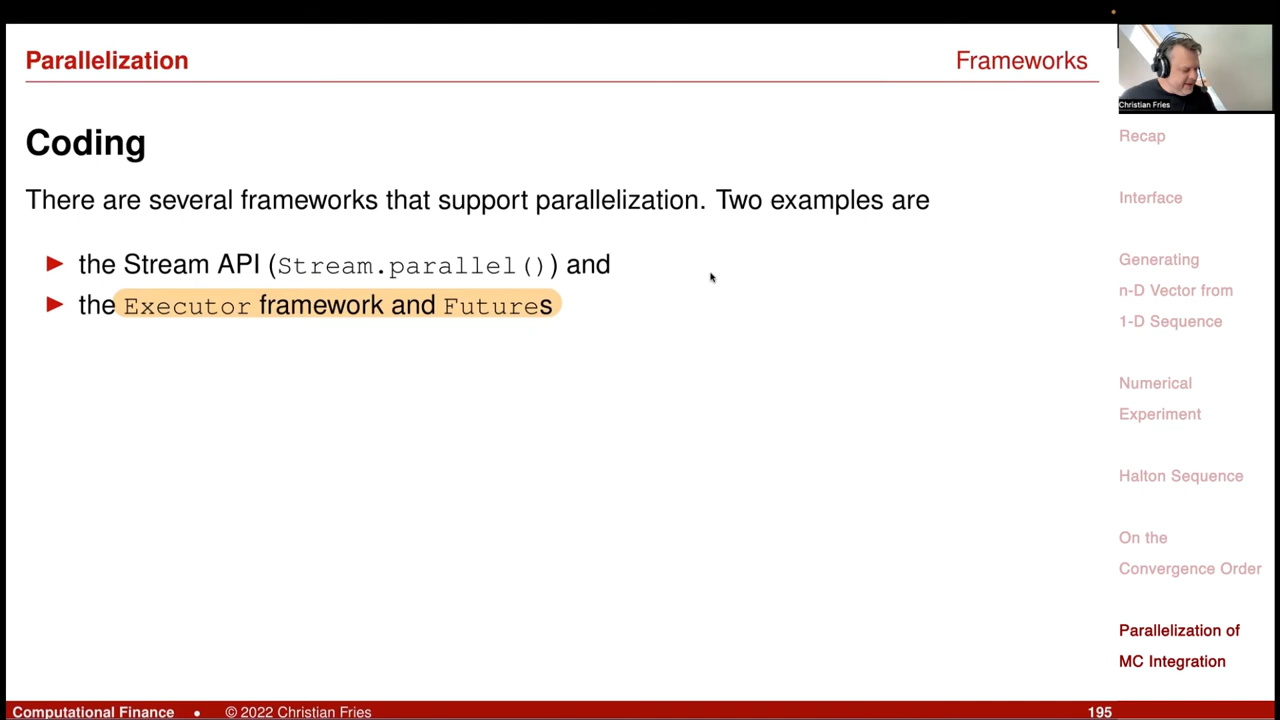 Parallelization
Frameworks
Coding
There are several frameworks that support parallelization. Two examples are
▶ the Stream API (Stream.parallel()) and
▶ the Executor framework and Futures
Christian Fries
Recap
Interface
Generating
n-D Vector from
1-D Sequence
Numerical
Experiment
Halton Sequence
On the
Convergence Order
Parallelization of
MC Integration
Computational Finance • © 2022 Christian Fries
195